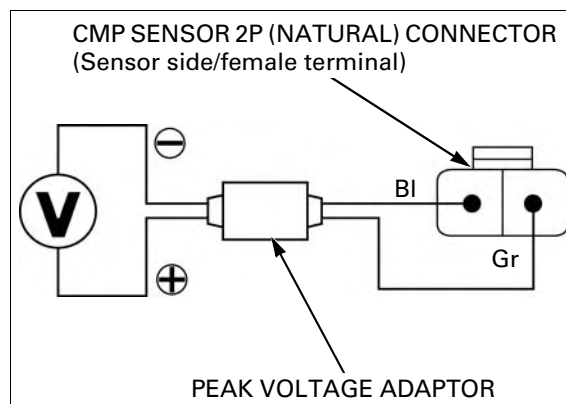 CMP SENSOR 2P (NATURAL) CONNECTOR
(Sensor side/female terminal)
−
V
Bl
Gr
+
PEAK VOLTAGE ADAPTOR